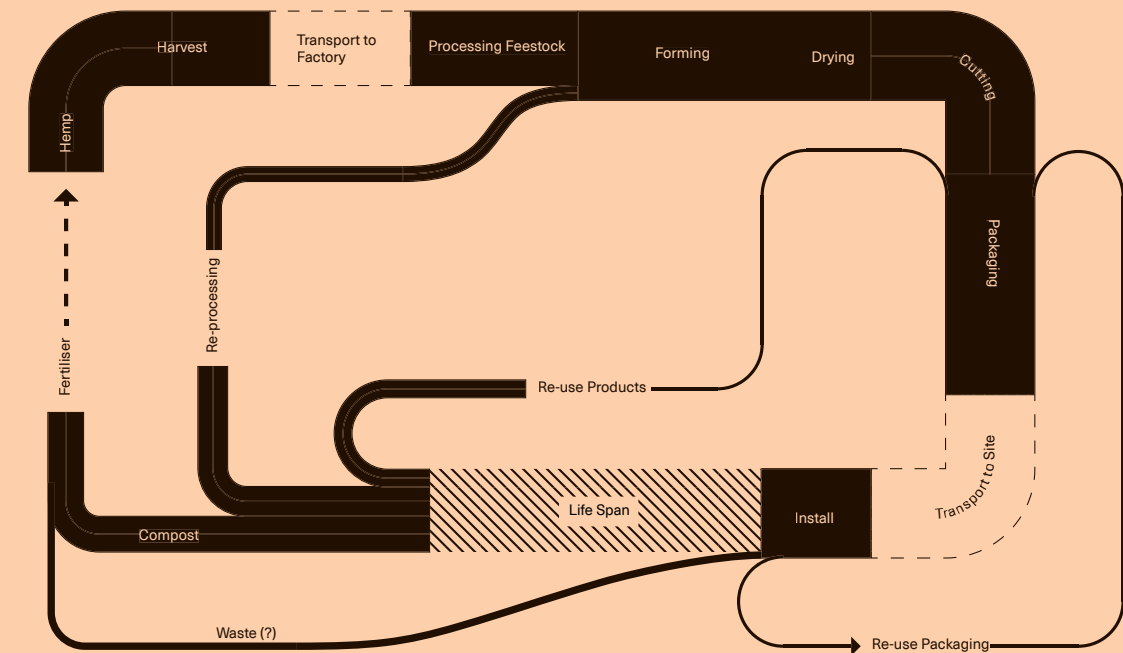 Harvest
Transport to
Factory
Processing Feestock
Forming
Drying
Cutting
Hemp
Packaging
Re-processing
Fertiliser
Re-use Products
Transport to Site
Life Span
Install
Compost
Waste (?)
Re-use Packaging